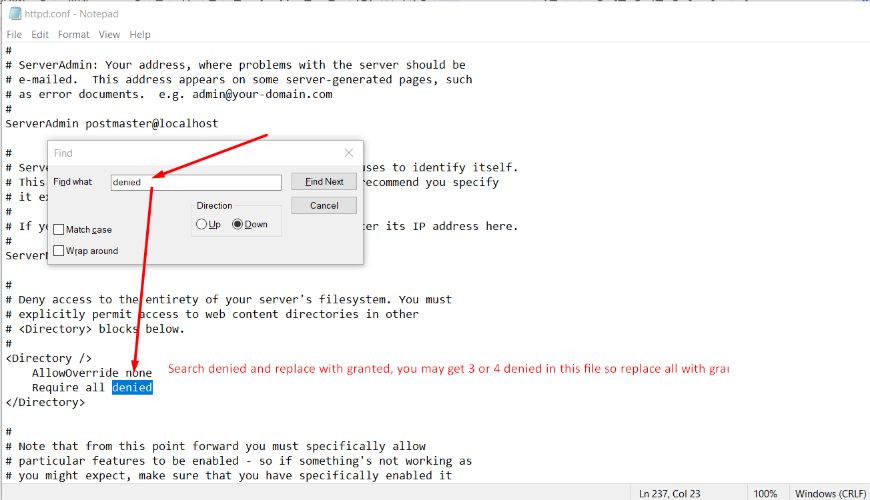 httpd.conf - Notepad
File Edit Format View Help
#
# ServerAdmin: Your address, where problems with the server should be
# e-mailed. This address appears on some server-generated pages, such
# as error documents. e.g. admin@your-domain.com
#
ServerAdmin postmaster@localhost
#
# Serv uses to identify itself.
# This recommend you specify
# it ex
#
# If yo ter its IP address here.
#
Server
Find
Find what: denied Find Next
Direction Cancel
Match case Up Down
Wrap around
#
# Deny access to the entirety of your server's filesystem. You must
# explicitly permit access to web content directories in other
# <Directory> blocks below.
#
<Directory />
AllowOverride none
Require all denied
</Directory>
Search denied and replace with granted, you may get 3 or 4 denied in this file so replace all with gran
#
# Note that from this point forward you must specifically allow
# particular features to be enabled - so if something's not working as
# you might expect, make sure that you have specifically enabled it
Ln 237, Col 23 100% Windows (CRLF)